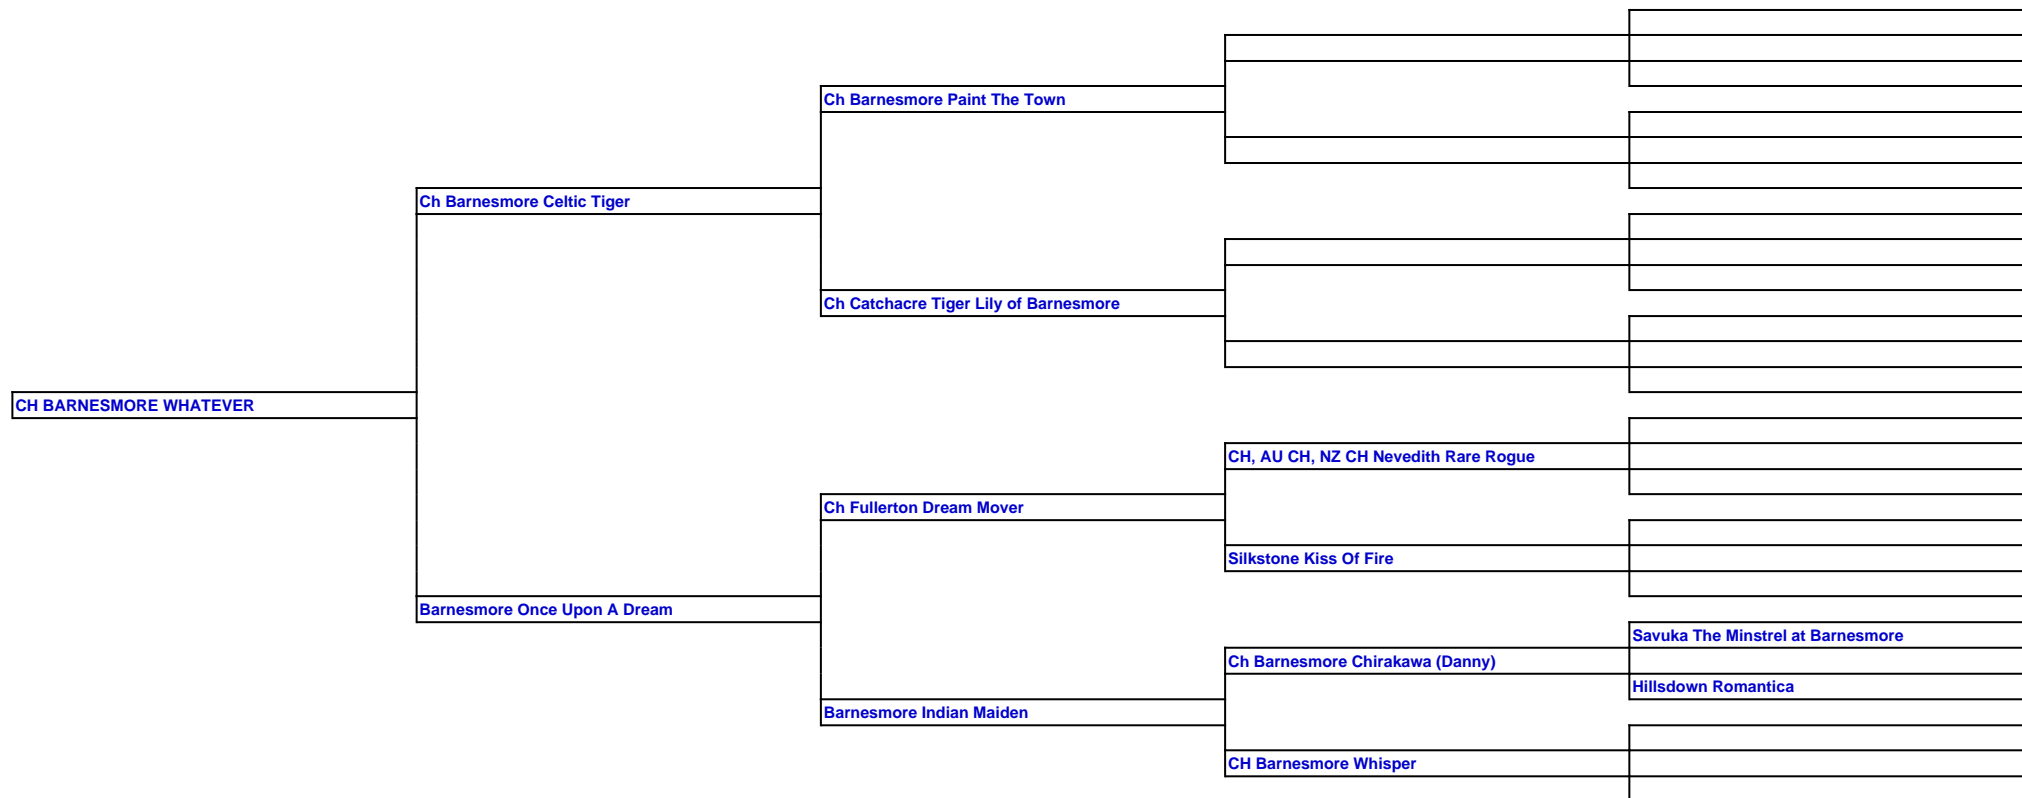 Ch Barnesmore Paint The Town
Ch Barnesmore Celtic Tiger
Ch Catchacre Tiger Lily of Barnesmore
CH BARNESMORE WHATEVER
CH, AU CH, NZ CH Nevedith Rare Rogue
Ch Fullerton Dream Mover
Silkstone Kiss Of Fire
Barnesmore Once Upon A Dream
Savuka The Minstrel at Barnesmore
Ch Barnesmore Chirakawa (Danny)
Hillsdown Romantica
Barnesmore Indian Maiden
CH Barnesmore Whisper